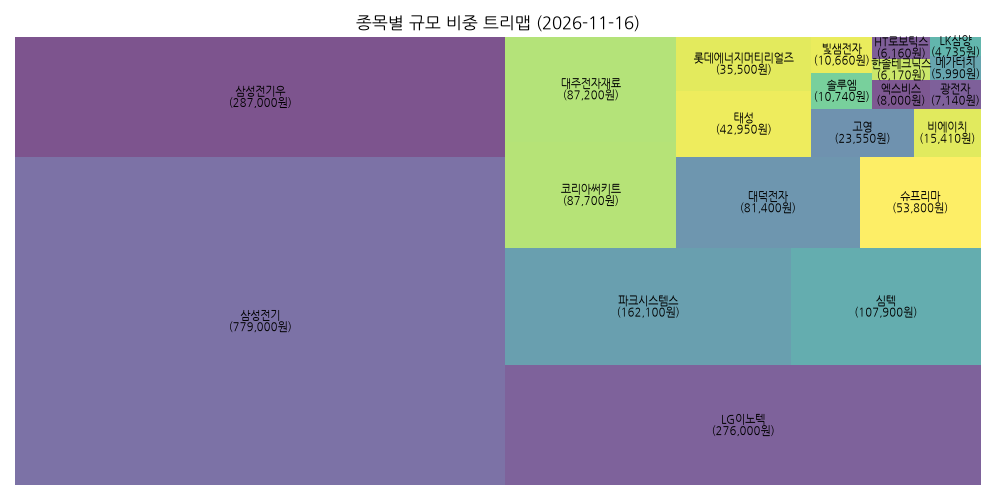 종목별 규모 비중 트리맵 (2026-11-16)
삼성전기우
(287,000원)
삼성전기
(779,000원)
대주전자재료
(87,200원)
코리아써키트
(87,700원)
롯데에너지머티리얼즈
(35,500원)
태성
(42,950원)
빛샘전자
(10,660원)
솔루엠
(10,740원)
HT로보틱스
(6,160원)
한솔테크닉스
(6,170원)
엑스비스
(8,000원)
LK삼양
(4,735원)
메가터치
(5,990원)
광전자
(7,140원)
고영
(23,550원)
비에이치
(15,410원)
대덕전자
(81,400원)
슈프리마
(53,800원)
파크시스템스
(162,100원)
심텍
(107,900원)
LG이노텍
(276,000원)